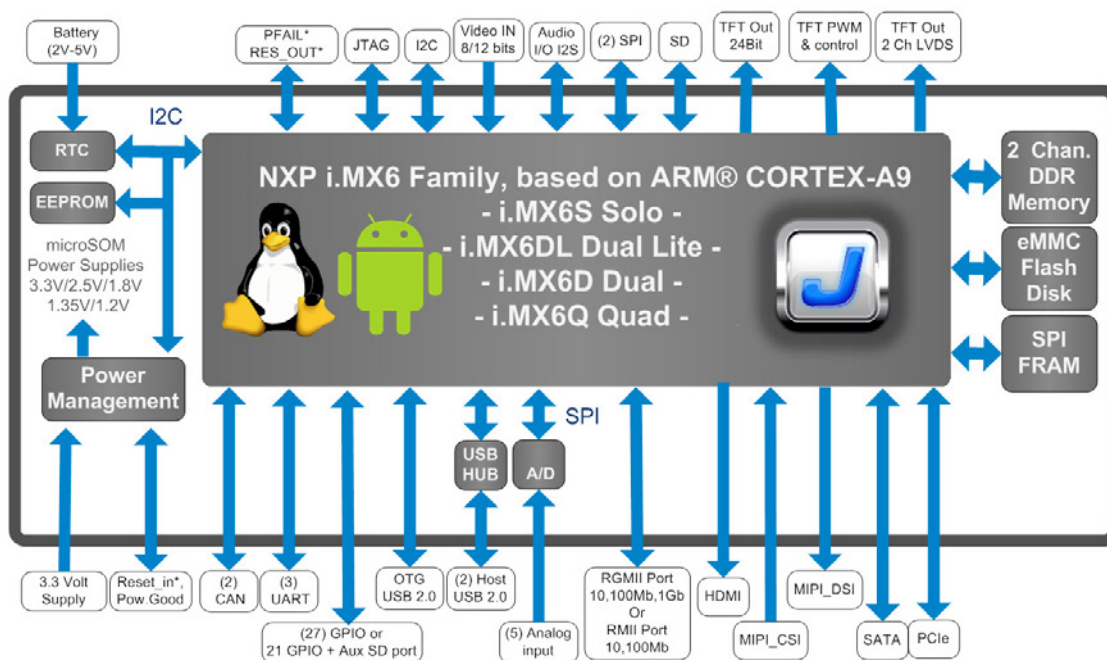 Battery
(2V-5V)
PFAIL*
RES_OUT*
JTAG
I2C
Video IN
8/12 bits
Audio
I/O I2S
(2) SPI
SD
TFT Out
24Bit
TFT PWM
& control
TFT Out
2 Ch LVDS
I2C
RTC
EEPROM
microSOM
Power Supplies
3.3V/2.5V/1.8V
1.35V/1.2V
Power
Management
NXP i.MX6 Family, based on ARM® CORTEX-A9
- i.MX6S Solo -
- i.MX6DL Dual Lite -
- i.MX6D Dual -
- i.MX6Q Quad -
J
2 Chan.
DDR
Memory
eMMC
Flash
Disk
SPI
FRAM
SPI
USB
HUB
A/D
3.3 Volt
Supply
Reset_in*,
Pow.Good
(2)
CAN
(3)
UART
(27) GPIO or
21 GPIO + Aux SD port
OTG
USB 2.0
(2) Host
USB 2.0
(5) Analog
input
RGMII Port
10,100Mb,1Gb
Or
RMII Port
10,100Mb
HDMI
MIPI_CSI
MIPI_DSI
SATA
PCIe